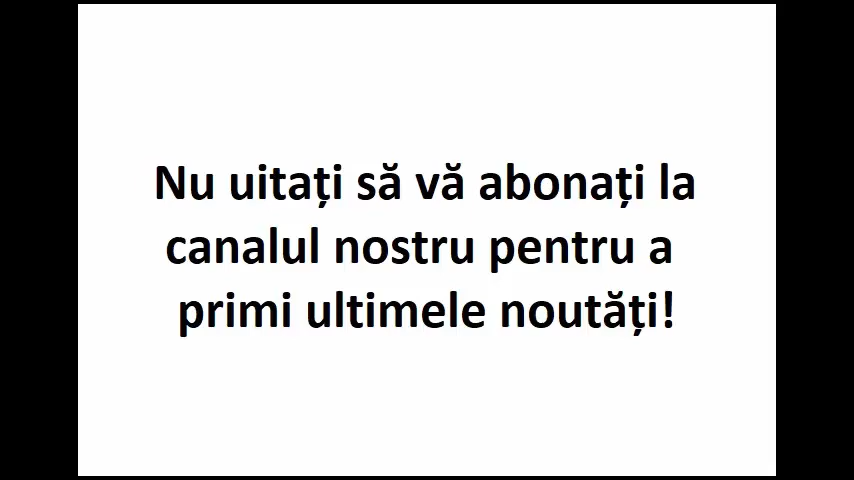 Nu uitați să vă abonați la
canalul nostru pentru a
primi ultimele noutăți!